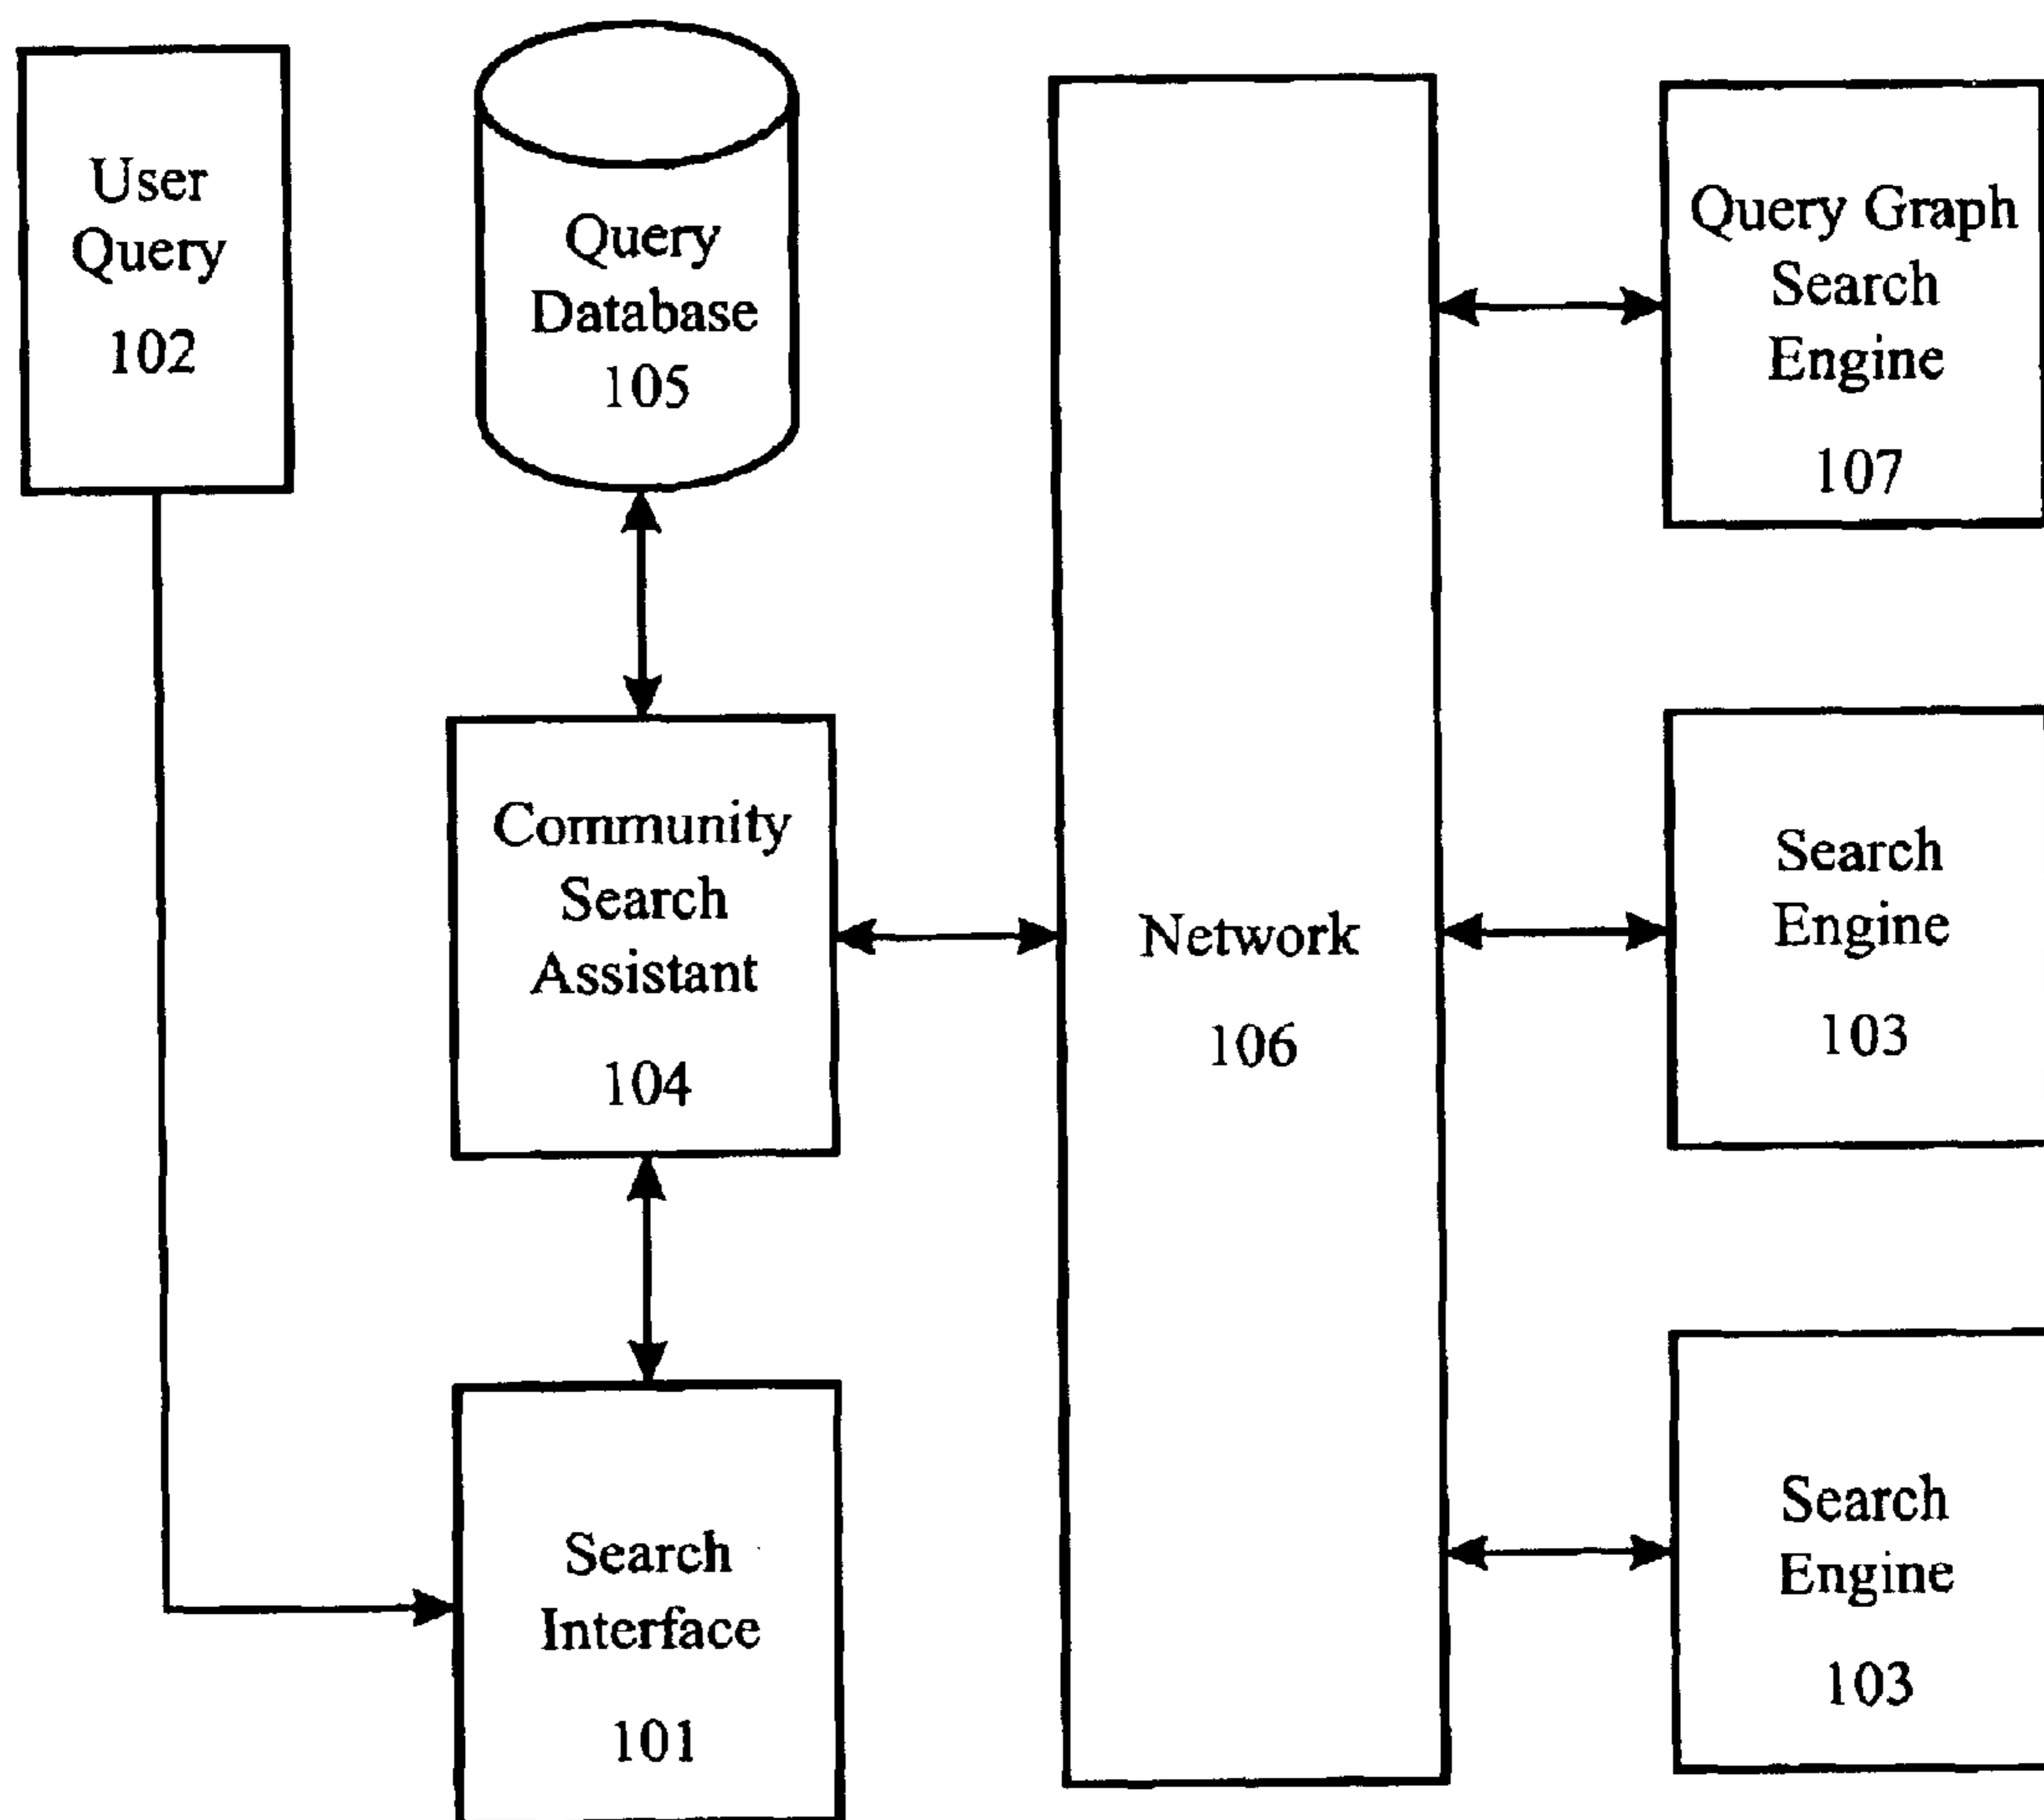 User
Query
102
Query
Database
105
Community
Search
Assistant
104
Search
Interface
101
Network
106
Query Graph
Search
Engine
107
Search
Engine
103
Search
Engine
103